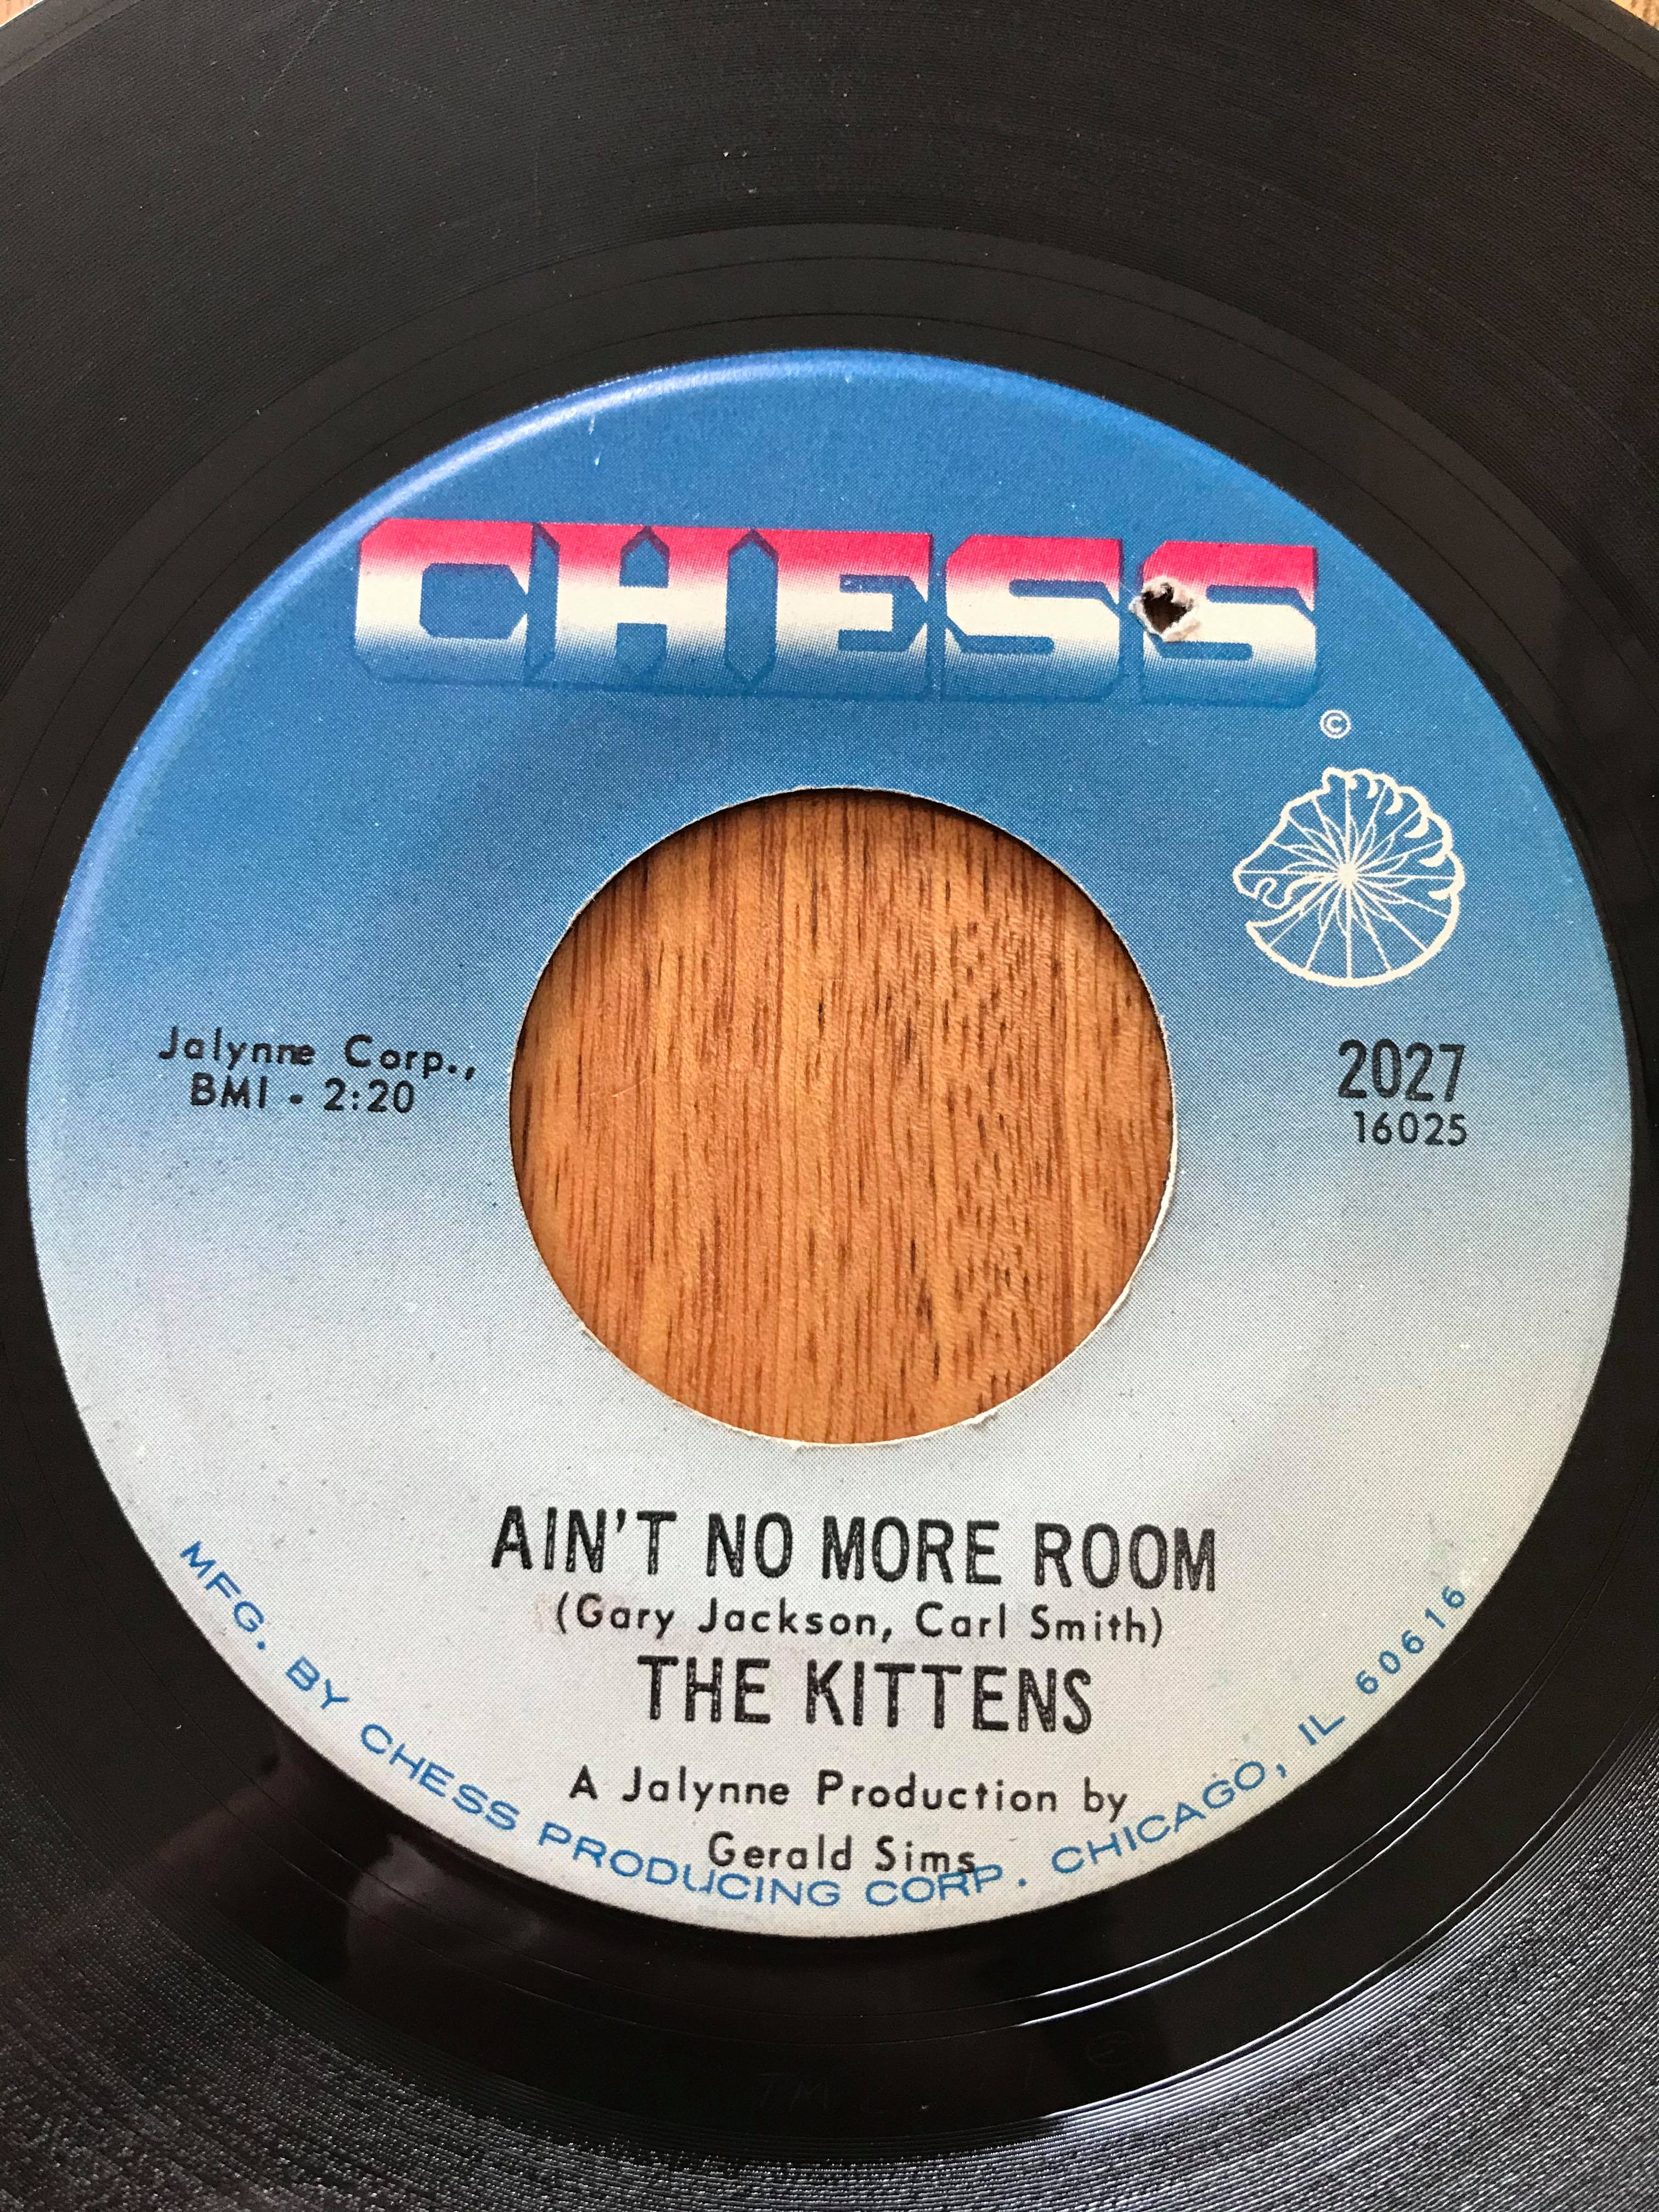 CHESS
©
Jalynne Corp.,
BMI - 2:20
2027
16025
AIN'T NO MORE ROOM
(Gary Jackson, Carl Smith)
THE KITTENS
A Jalynne Production by
Gerald Sims
MFG. BY CHESS PRODUCING CORP. CHICAGO, IL 60616